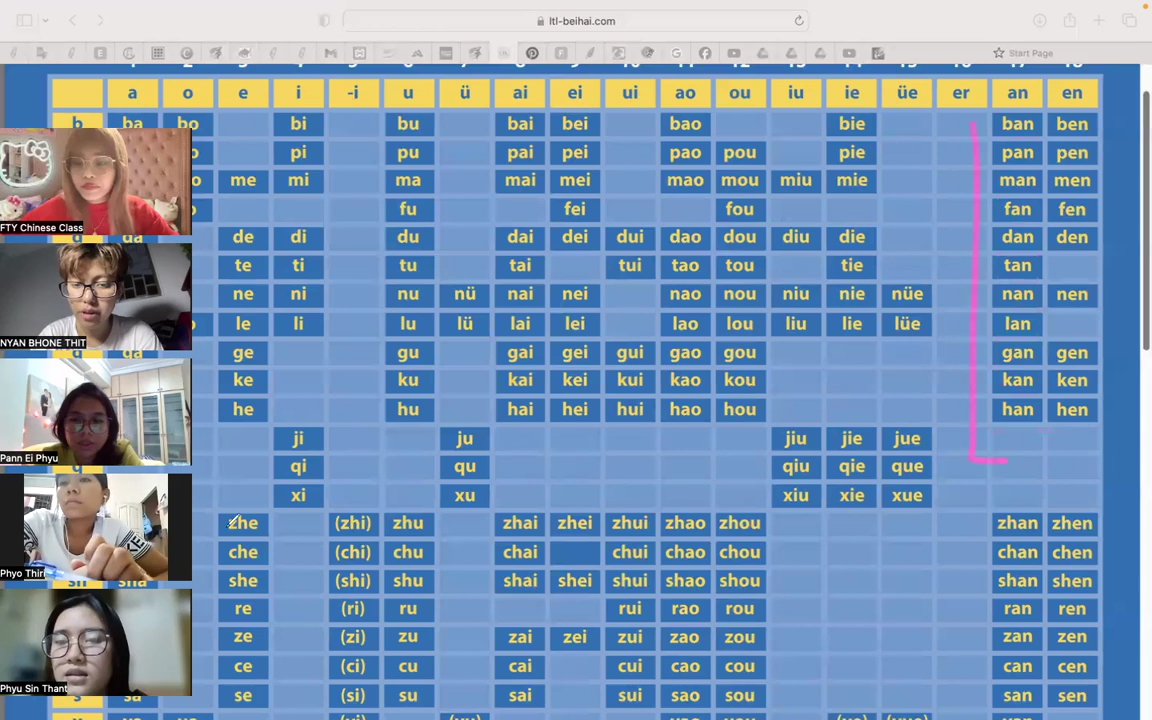 ltl-beihai.com
Start Page
a o e i -i u ü ai ei ui ao ou iu ie üe er an en
b ba bo bi bu bai bei bao bie ban ben
pi pu pai pei pao pou pie pan pen
me mi ma mai mei mao mou miu mie man men
fu fei fou fan fen
de di du dai dei dui dao dou diu die dan den
te ti tu tai tui tao tou tie tan
ne ni nu nü nai nei nao nou niu nie nüe nan nen
le li lu lü lai lei lao lou liu lie lüe lan
ge gu gai gei gui gao gou gan gen
ke ku kai kei kui kao kou kan ken
he hu hai hei hui hao hou han hen
ji ju jiu jie jue
qi qu qiu qie que
xi xu xiu xie xue
zhe (zhi) zhu zhai zhei zhui zhao zhou zhan zhen
che (chi) chu chai chui chao chou chan chen
she (shi) shu shai shei shui shao shou shan shen
re (ri) ru rui rao rou ran ren
ze (zi) zu zai zei zui zao zou zan zen
ce (ci) cu cai cui cao cou can cen
se (si) su sai sui sao sou san sen
FTY Chinese Class
NYAN BHONE THIT
Pann Ei Phyu
Phyo Thiri
Phyu Sin Thant